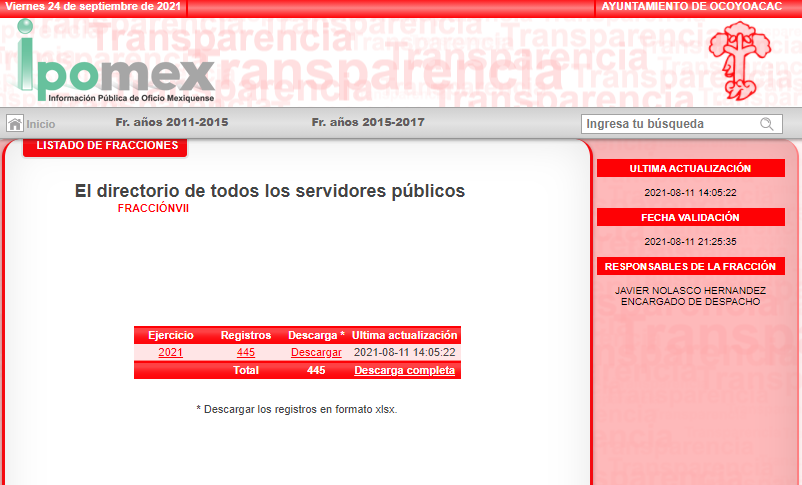 Viernes 24 de septiembre de 2021
AYUNTAMIENTO DE OCOYOACAC
Transparencia
Transparencia
Transparencia
ipomex
Información Pública de Oficio Mexiquense
Inicio
Fr. años 2011-2015
Fr. años 2015-2017
Ingresa tu búsqueda
LISTADO DE FRACCIONES
El directorio de todos los servidores públicos
FRACCIÓNVII
Ejercicio Registros Descarga * Ultima actualización
2021 445 Descargar 2021-08-11 14:05:22
Total 445 Descarga completa
* Descargar los registros en formato xlsx.
ULTIMA ACTUALIZACIÓN
2021-08-11 14:05:22
FECHA VALIDACIÓN
2021-08-11 21:25:35
RESPONSABLES DE LA FRACCIÓN
JAVIER NOLASCO HERNANDEZ
ENCARGADO DE DESPACHO